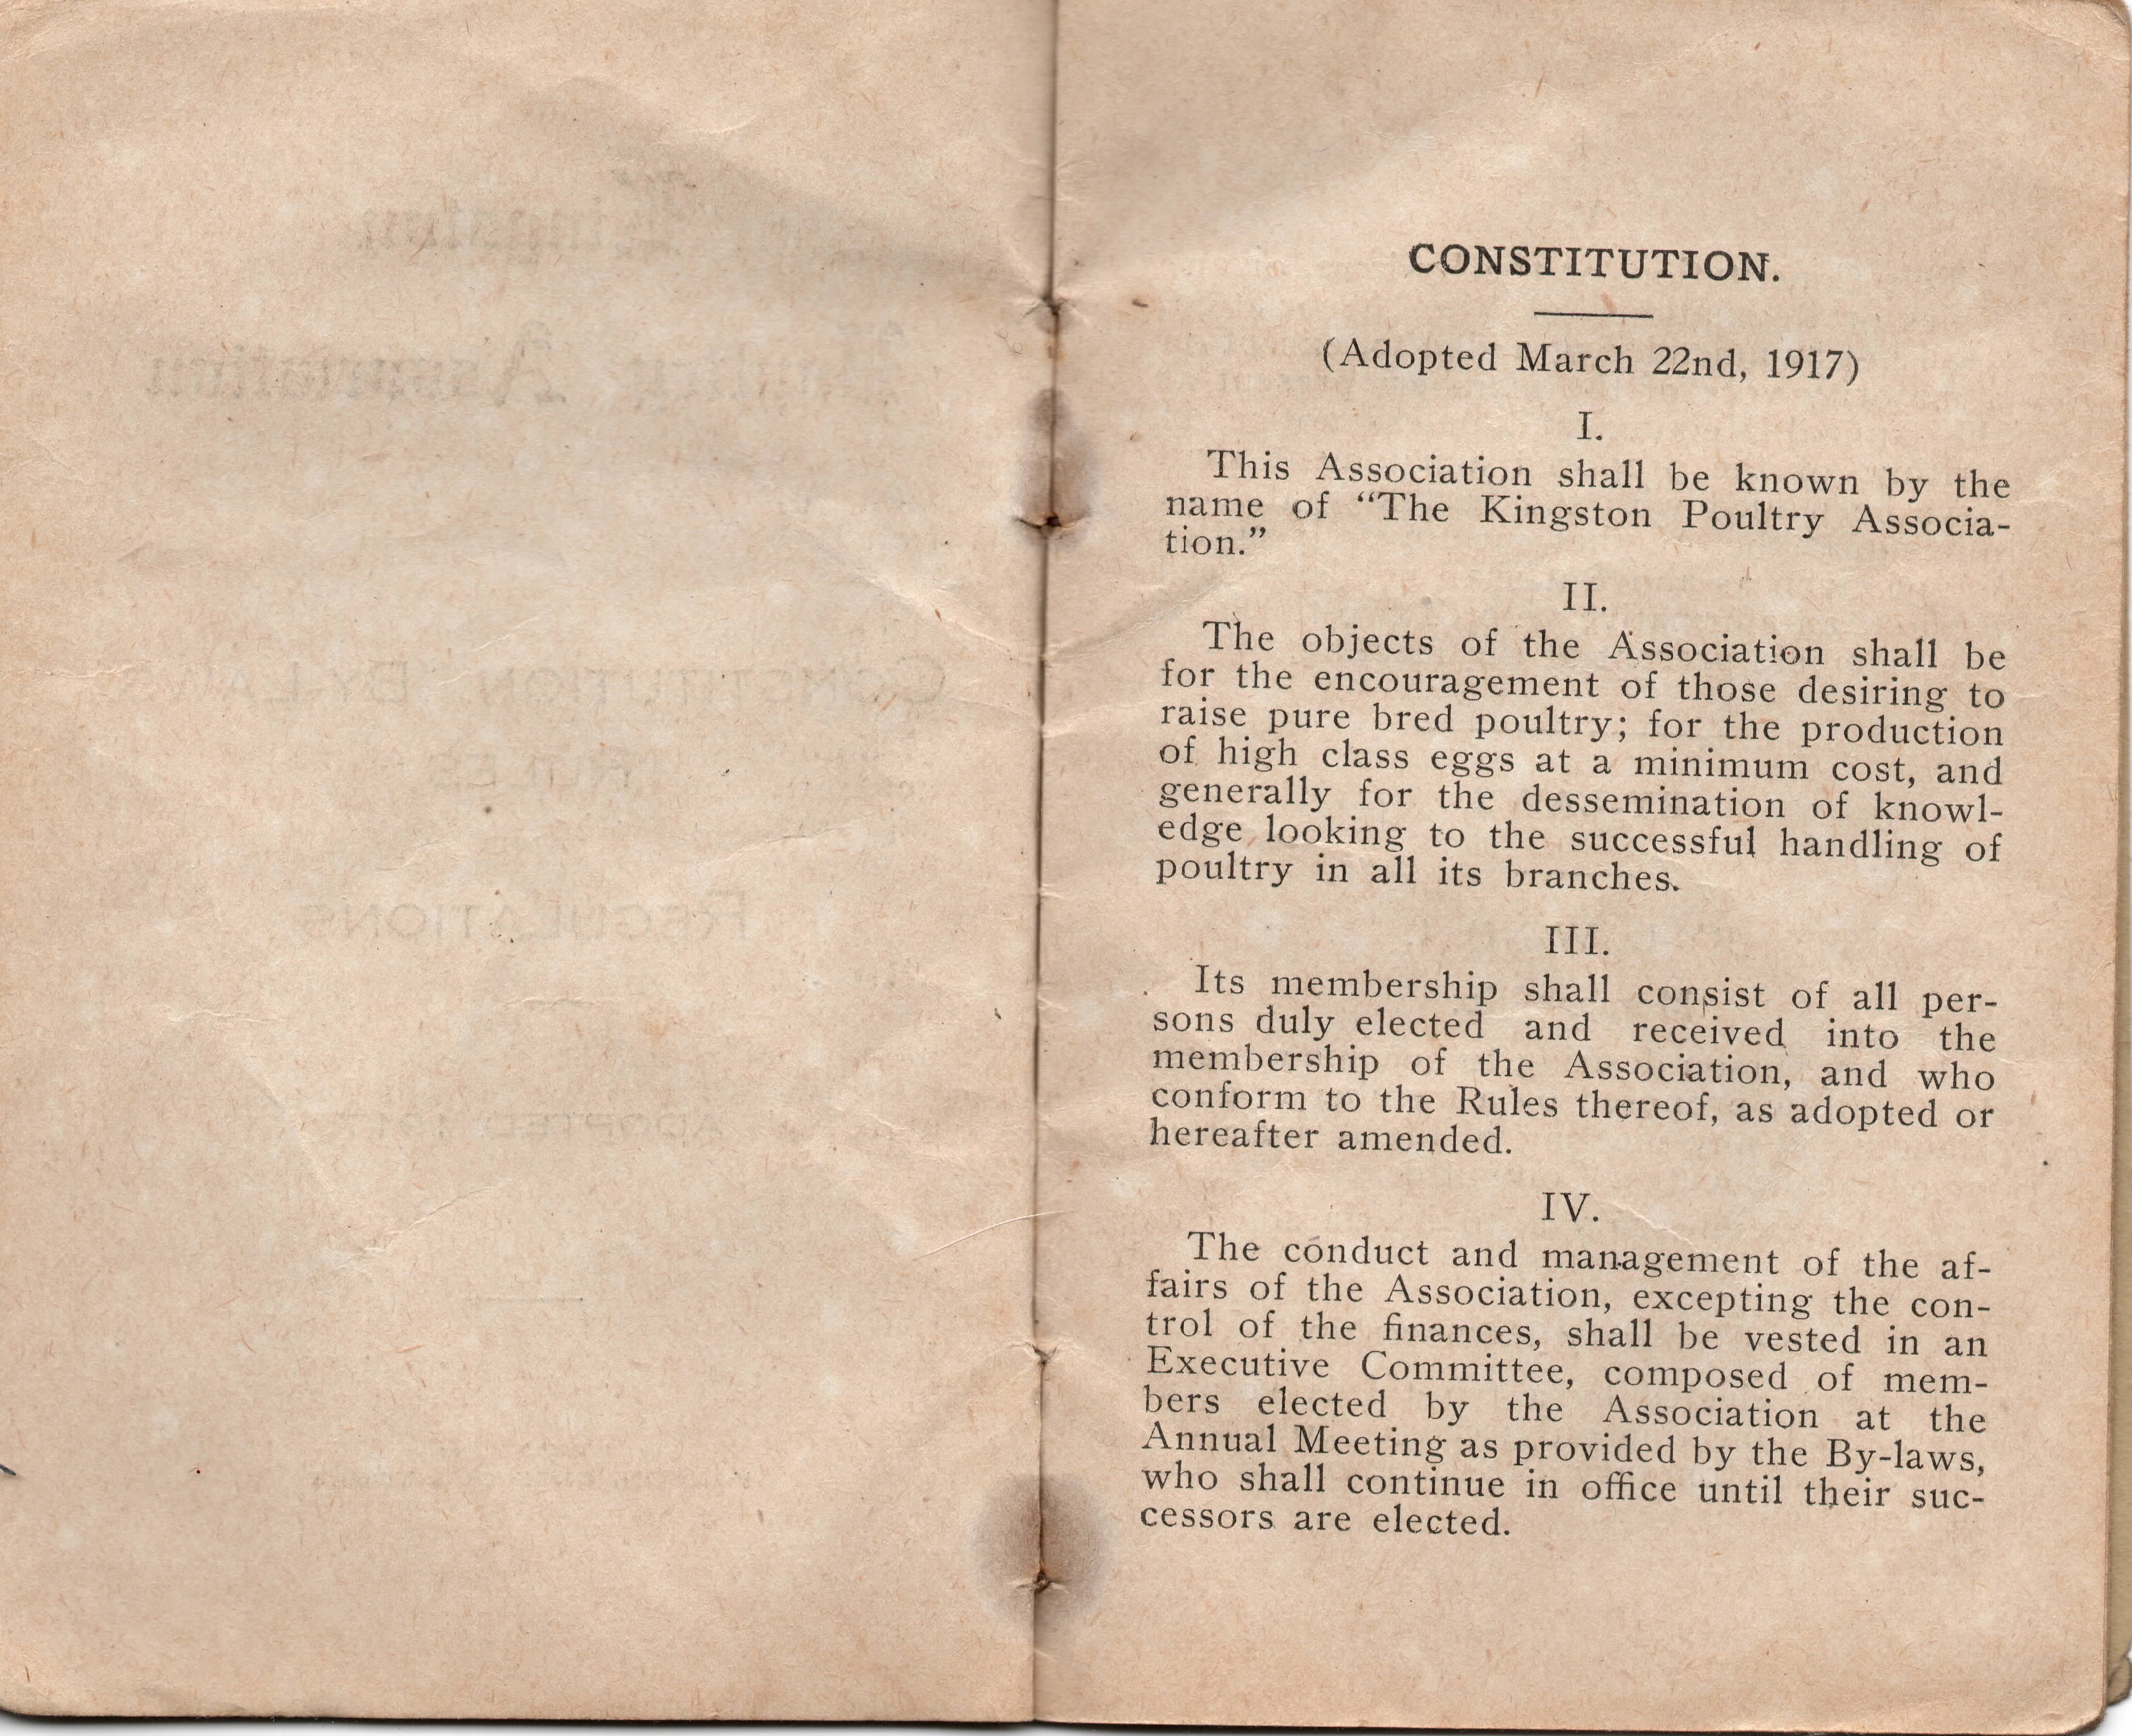 CONSTITUTION.
(Adopted March 22nd, 1917)
I.
This Association shall be known by the
name of “The Kingston Poultry Associa-
tion.”
II.
The objects of the Association shall be
for the encouragement of those desiring to
raise pure bred poultry; for the production
of high class eggs at a minimum cost, and
generally for the dessemination of knowl-
edge looking to the successful handling of
poultry in all its branches.
III.
Its membership shall consist of all per-
sons duly elected and received into the
membership of the Association, and who
conform to the Rules thereof, as adopted or
hereafter amended.
IV.
The conduct and management of the af-
fairs of the Association, excepting the con-
trol of the finances, shall be vested in an
Executive Committee, composed of mem-
bers elected by the Association at the
Annual Meeting as provided by the By-laws,
who shall continue in office until their suc-
cessors are elected.